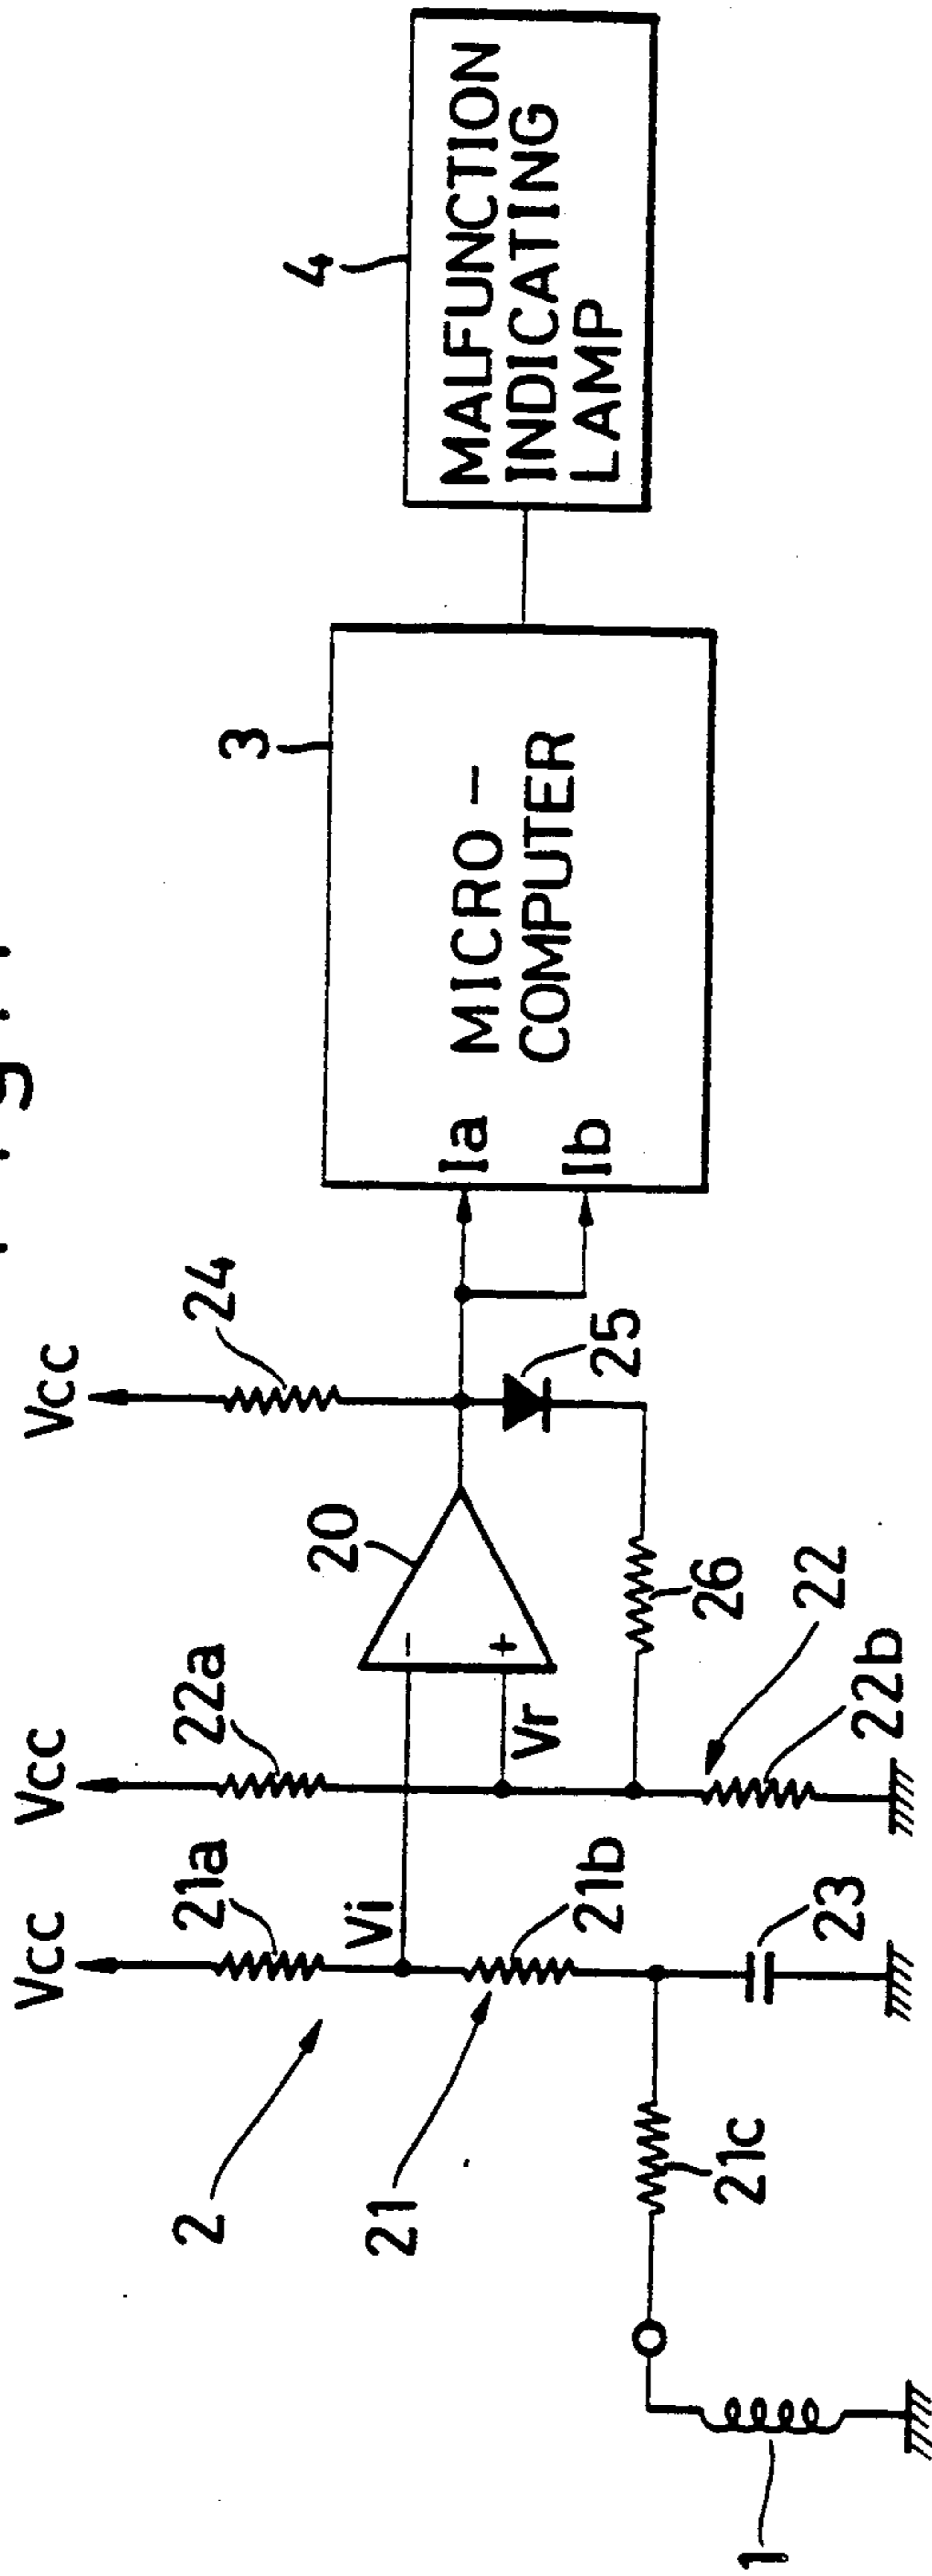 Vcc
Vcc
Vcc
2
21a
22a
24
20
3
4
Vi
21
21b
Vr
-
+
Ia
Ib
MICRO-
COMPUTER
MALFUNCTION
INDICATING
LAMP
25
26
22
22b
21c
23
1